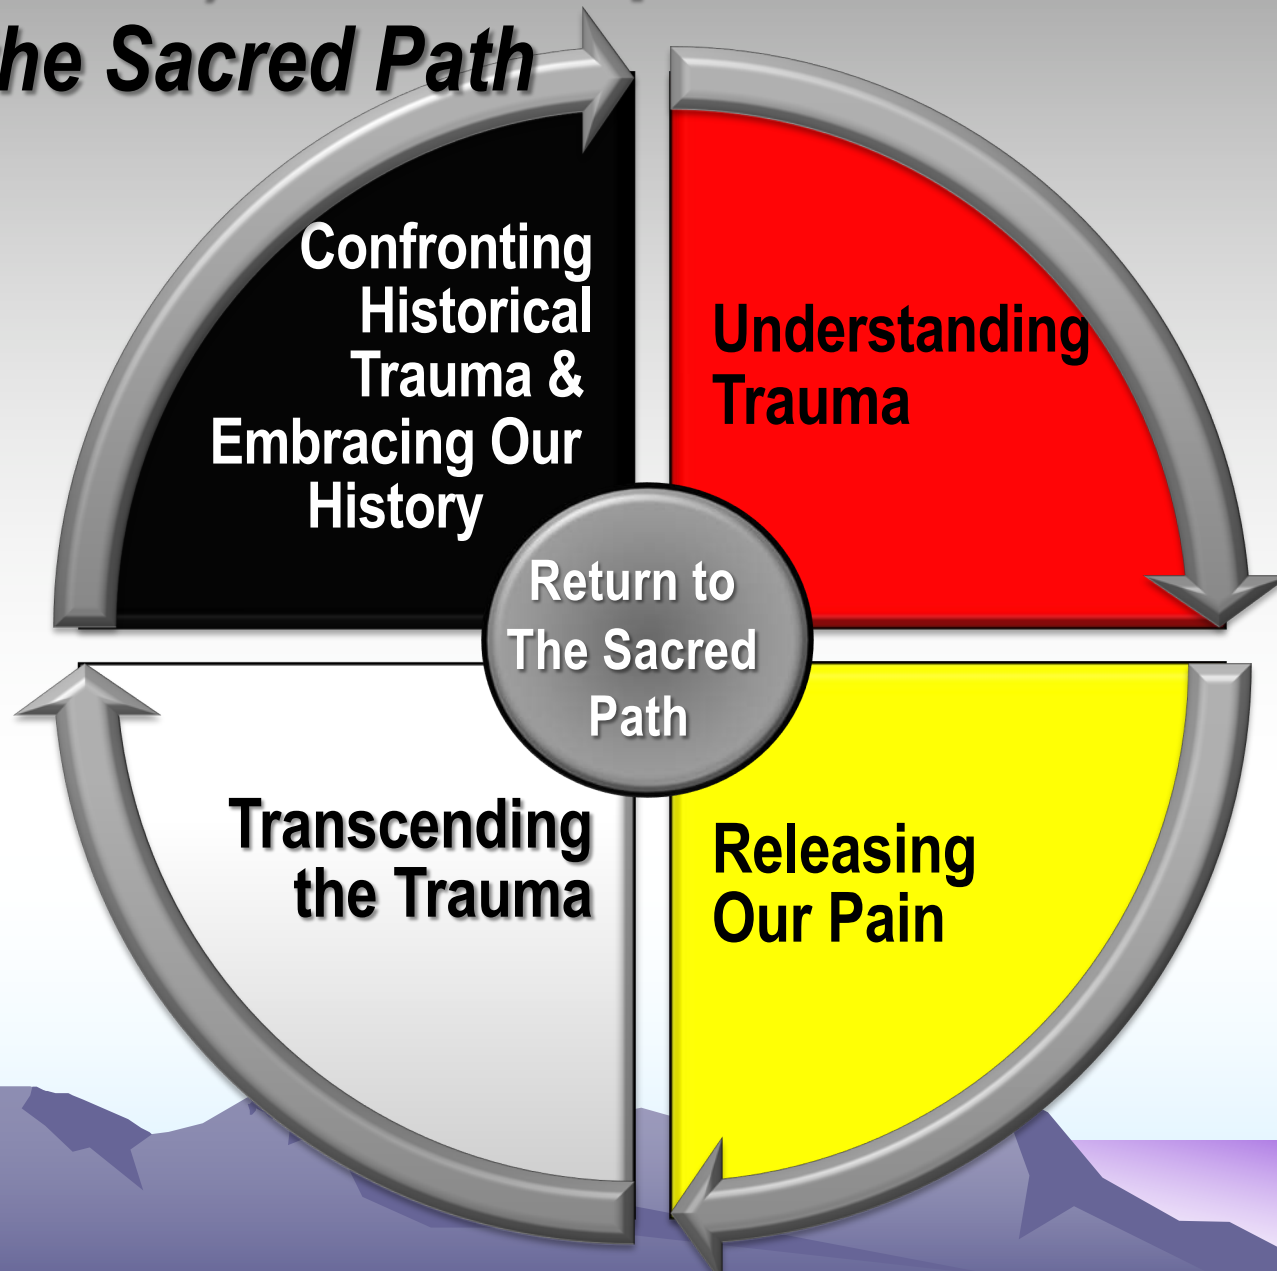 he Sacred Path
Confronting
Historical
Trauma &
Embracing Our
History
Understanding
Trauma
Return to
The Sacred
Path
Transcending
the Trauma
Releasing
Our Pain